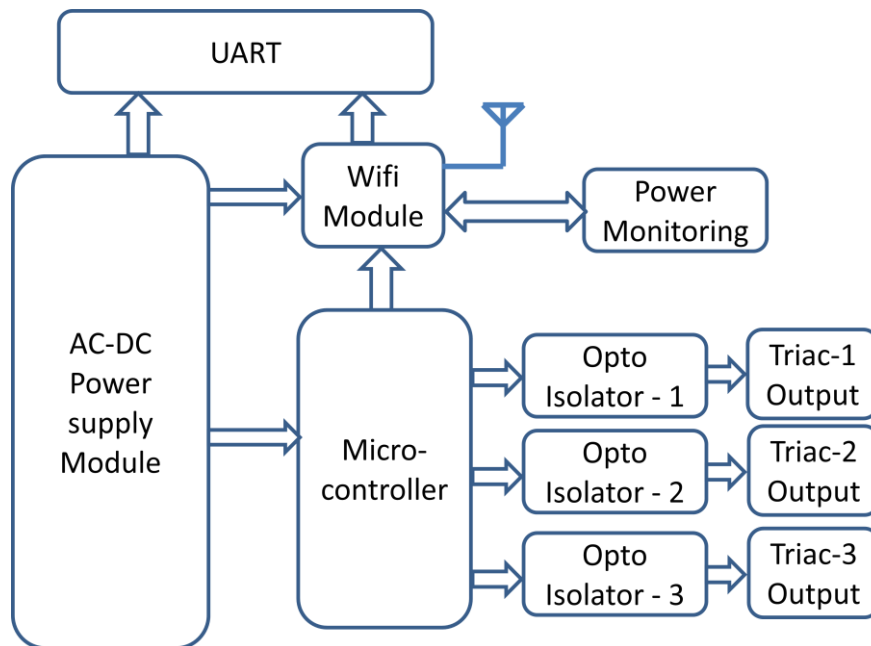 UART
Wifi
Module
Power
Monitoring
AC-DC
Power
supply
Module
Micro-
controller
Opto
Isolator - 1
Triac-1
Output
Opto
Isolator - 2
Triac-2
Output
Opto
Isolator - 3
Triac-3
Output